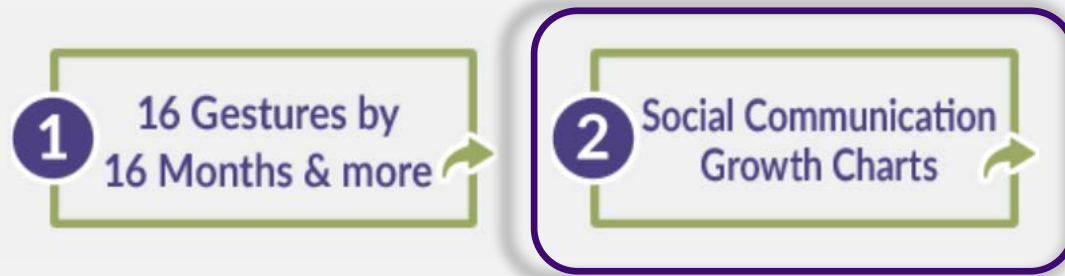 1
16 Gestures by
16 Months & more
2
Social Communication
Growth Charts